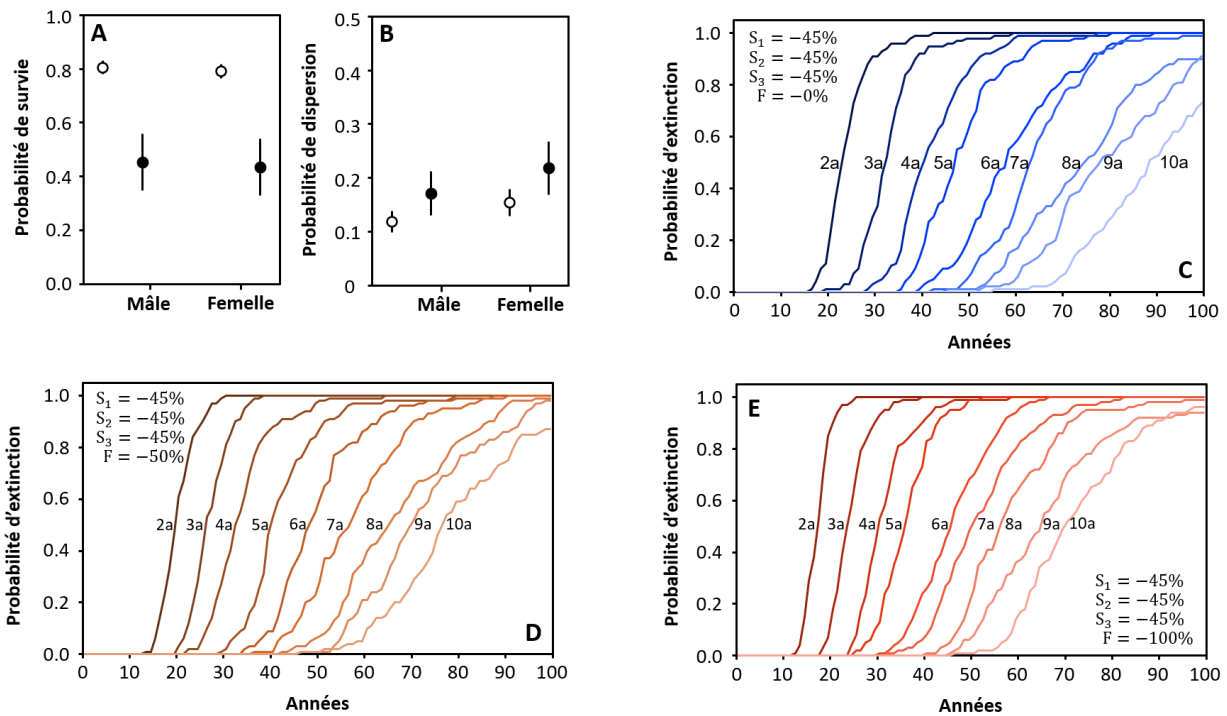 A
Probabilité de survie
1.0
0.8
0.6
0.4
0.2
0.0
Mâle Femelle
B
Probabilité de dispersion
0.5
0.4
0.3
0.2
0.1
0
Mâle Femelle
C
Probabilité d'extinction
1.0
0.8
0.6
0.4
0.2
0.0
S₁ = −45%
S₂ = −45%
S₃ = −45%
F = −0%
2a 3a 4a 5a 6a 7a 8a 9a 10a
0 10 20 30 40 50 60 70 80 90 100
Années
D
Probabilité d'extinction
1.0
0.8
0.6
0.4
0.2
0.0
S₁ = −45%
S₂ = −45%
S₃ = −45%
F = −50%
2a 3a 4a 5a 6a 7a 8a 9a 10a
0 10 20 30 40 50 60 70 80 90 100
Années
E
Probabilité d'extinction
1.0
0.8
0.6
0.4
0.2
0.0
2a 3a 4a 5a 6a 7a 8a 9a 10a
S₁ = −45%
S₂ = −45%
S₃ = −45%
F = −100%
0 10 20 30 40 50 60 70 80 90 100
Années